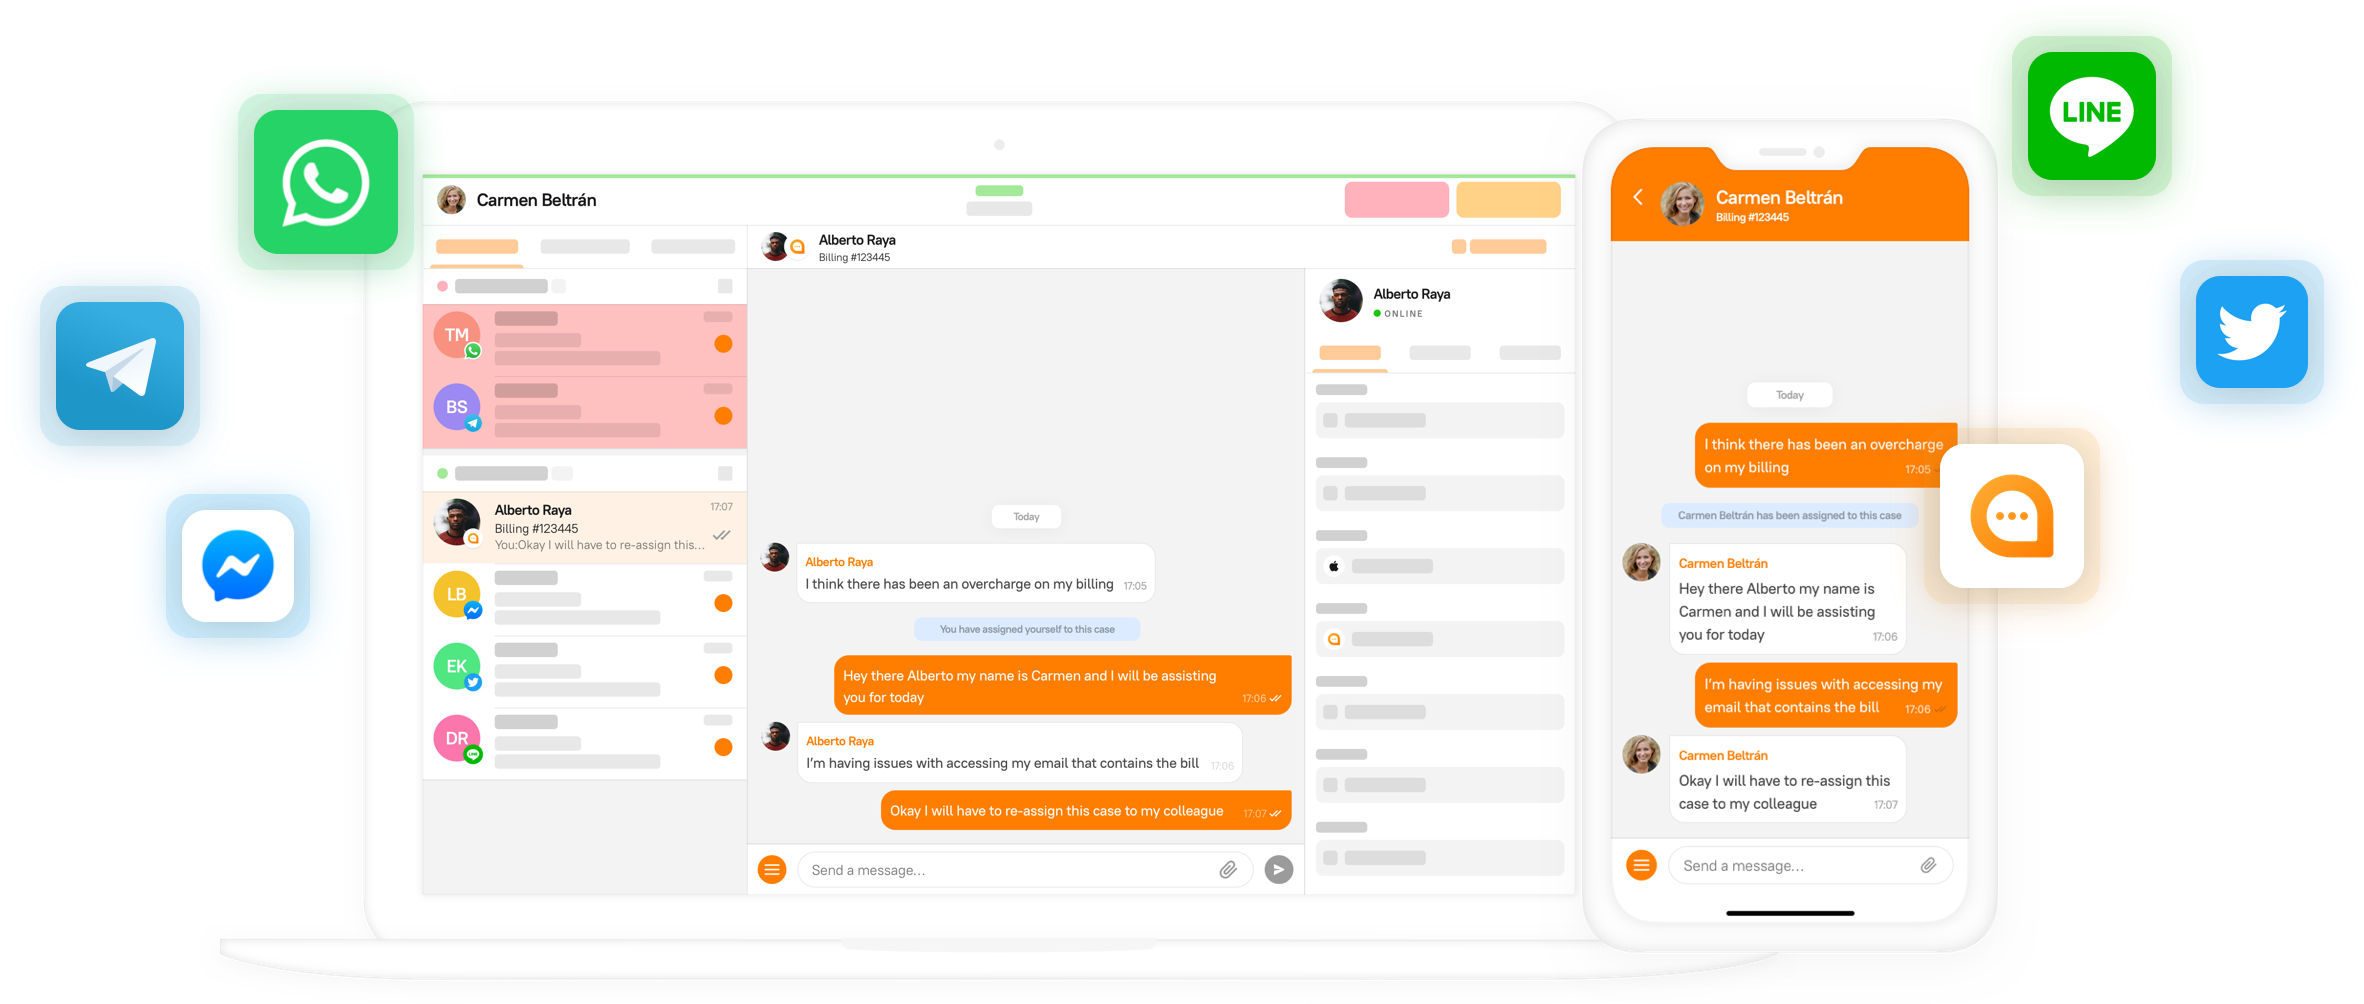 LINE
Carmen Beltrán
Alberto Raya
Billing #123445
TM
BS
Alberto Raya
17:07
Billing #123445
You:Okay I will have to re-assign this...
LB
EK
DR
Today
Alberto Raya
I think there has been an overcharge on my billing 17:05
You have assigned yourself to this case
Hey there Alberto my name is Carmen and I will be assisting
you for today 17:06
Alberto Raya
I'm having issues with accessing my email that contains the bill 17:06
Okay I will have to re-assign this case to my colleague 17:07
Send a message...
Alberto Raya
ONLINE
Carmen Beltrán
Billing #123445
Today
I think there has been an overcharge
on my billing 17:05
Carmen Beltrán has been assigned to this case
Carmen Beltrán
Hey there Alberto my name is
Carmen and I will be assisting
you for today 17:06
I'm having issues with accessing my
email that contains the bill 17:06
Carmen Beltrán
Okay I will have to re-assign this
case to my colleague 17:07
Send a message...